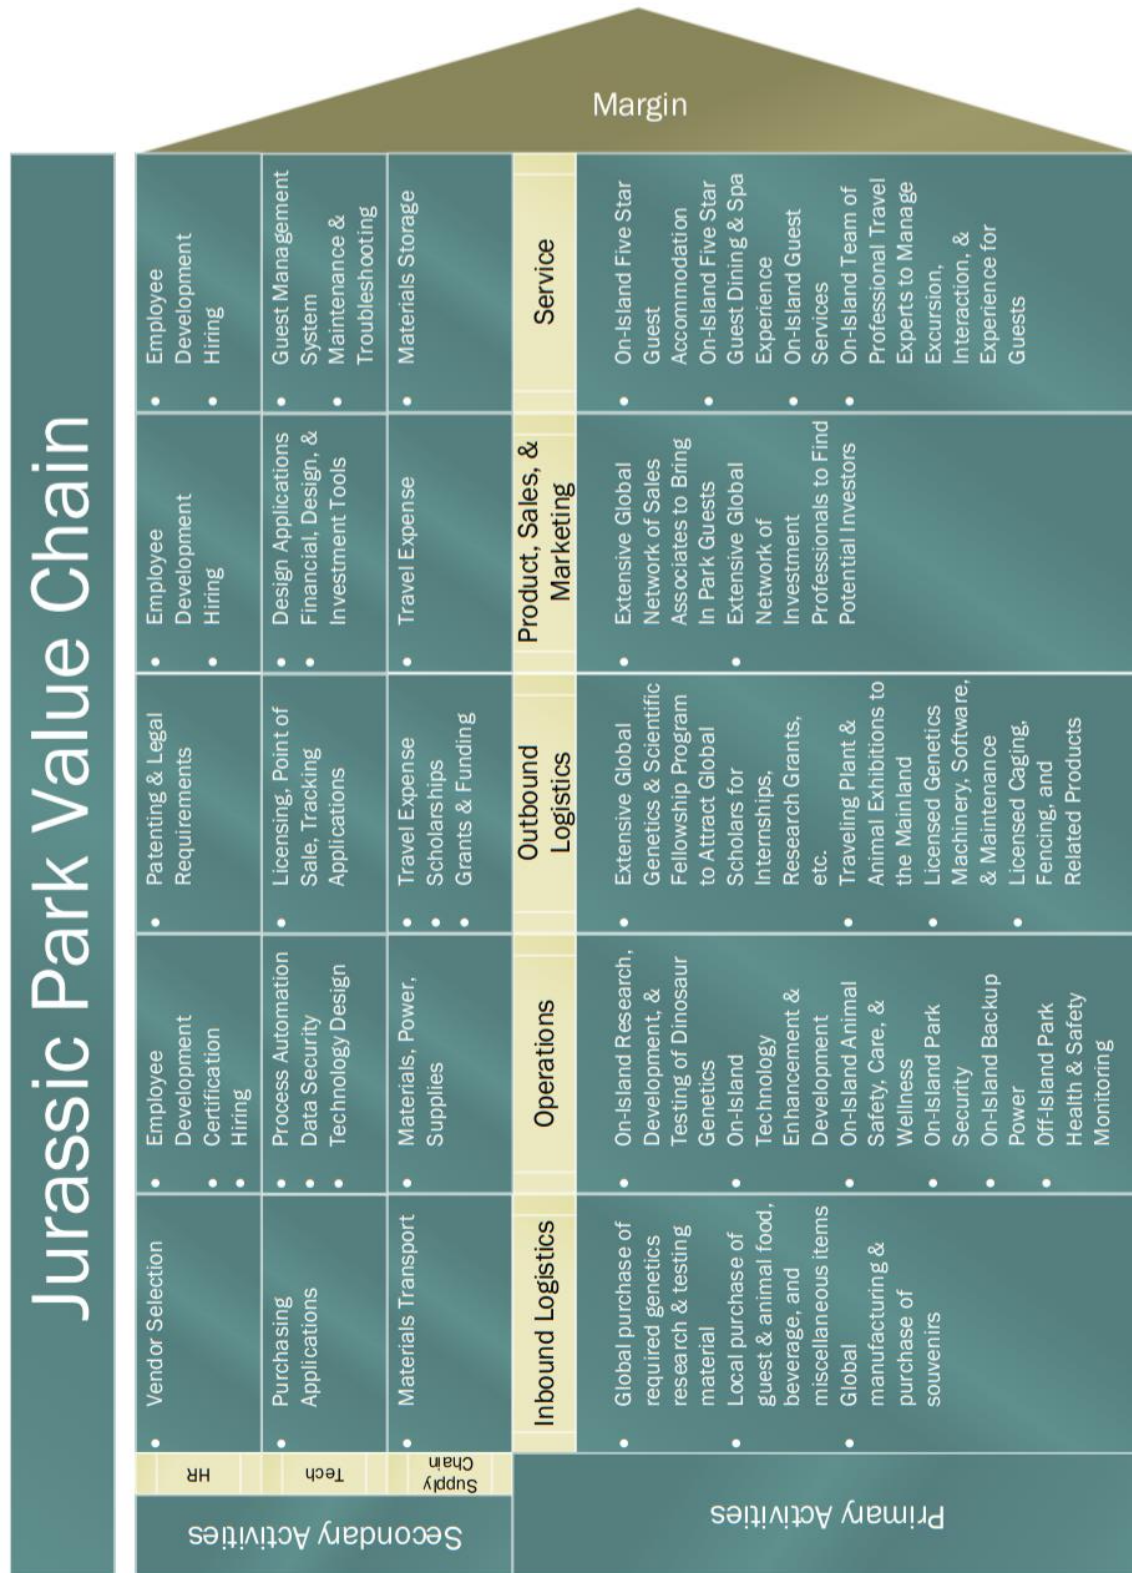 Jurassic Park Value Chain
Secondary Activities
HR
• Vendor Selection
• Employee
Development
• Certification
• Hiring
• Patenting & Legal
Requirements
• Employee
Development
• Hiring
• Employee
Development
• Hiring
Tech
• Purchasing
Applications
• Process Automation
• Data Security
• Technology Design
• Licensing, Point of
Sale, Tracking
Applications
• Design Applications
• Financial, Design, &
Investment Tools
• Guest Management
System
• Maintenance &
Troubleshooting
Supply
Chain
• Materials Transport
• Materials, Power,
Supplies
• Travel Expense
• Scholarships
• Grants & Funding
• Travel Expense
• Materials Storage
Inbound Logistics
Operations
Outbound
Logistics
Product, Sales, &
Marketing
Service
Primary Activities
• Global purchase of
required genetics
research & testing
material
• Local purchase of
guest & animal food,
beverage, and
miscellaneous items
• Global
manufacturing &
purchase of
souvenirs
• On-Island Research,
Development, &
Testing of Dinosaur
Genetics
• On-Island
Technology
Enhancement &
Development
• On-Island Animal
Safety, Care, &
Wellness
• On-Island Park
Security
• On-Island Backup
Power
• Off-Island Park
Health & Safety
Monitoring
• Extensive Global
Genetics & Scientific
Fellowship Program
to Attract Global
Scholars for
Internships,
Research Grants,
etc.
• Traveling Plant &
Animal Exhibitions to
the Mainland
• Licensed Genetics
Machinery, Software,
& Maintenance
• Licensed Caging,
Fencing, and
Related Products
• Extensive Global
Network of Sales
Associates to Bring
In Park Guests
• Extensive Global
Network of
Investment
Professionals to Find
Potential Investors
• On-Island Five Star
Guest
Accommodation
• On-Island Five Star
Guest Dining & Spa
Experience
• On-Island Guest
Services
• On-Island Team of
Professional Travel
Experts to Manage
Excursion,
Interaction, &
Experience for
Guests
Margin